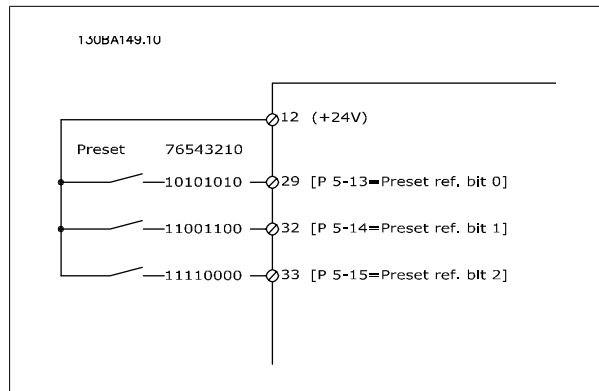 130BA149.10
12 (+24V)
Preset 76543210
10101010 29 [P 5-13=Preset ref. bit 0]
11001100 32 [P 5-14=Preset ref. bit 1]
11110000 33 [P 5-15=Preset ref. bit 2]